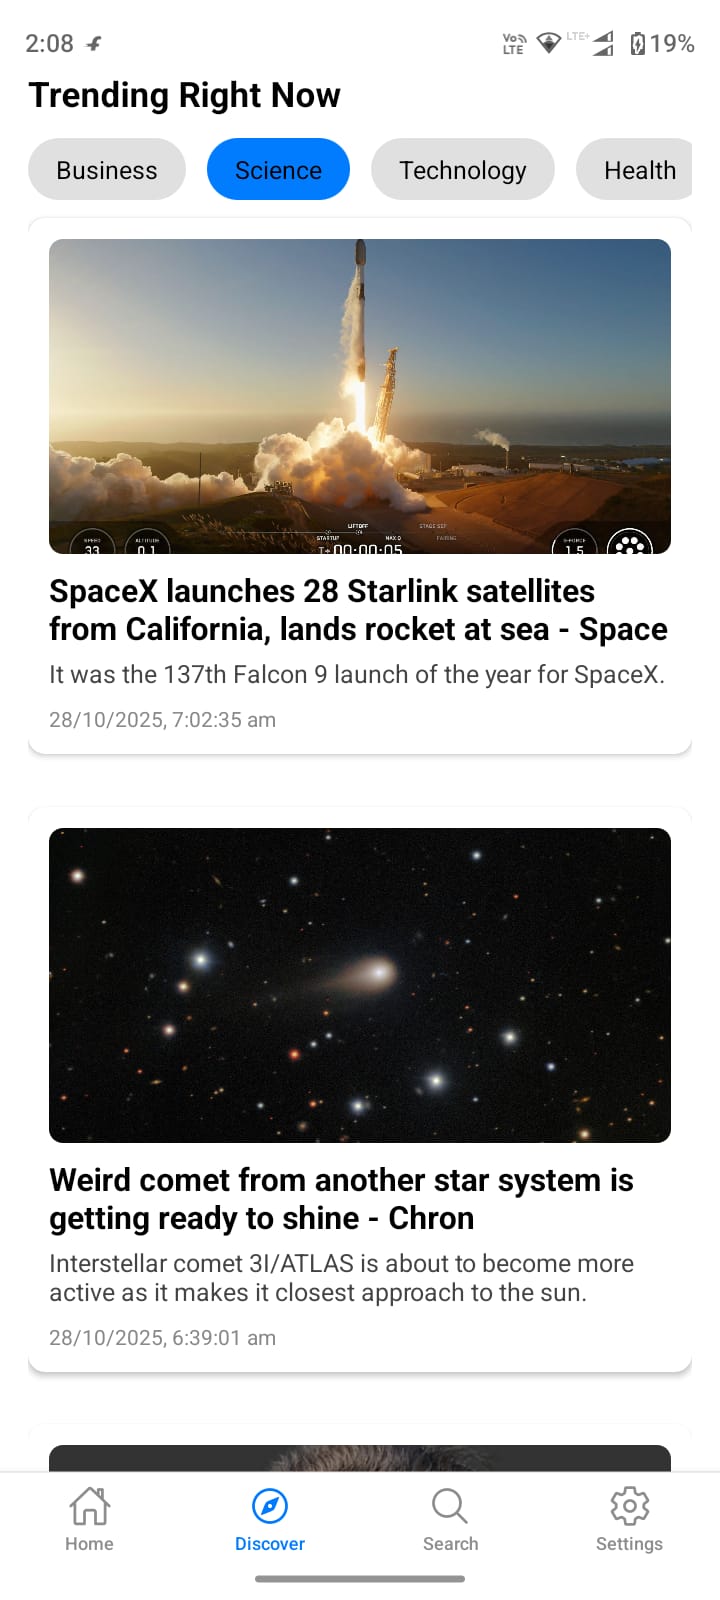 2:08
Vo LTE
LTE+
19%
Trending Right Now
Business
Science
Technology
Health
LIFTOFF
STAGE SEP
STARTUP
MAX Q
FAIRING
SPEED
33
ALTITUDE
0.1
T+ 00:00:05
G-FORCE
1.5
SpaceX launches 28 Starlink satellites
from California, lands rocket at sea - Space
It was the 137th Falcon 9 launch of the year for SpaceX.
28/10/2025, 7:02:35 am
Weird comet from another star system is
getting ready to shine - Chron
Interstellar comet 3I/ATLAS is about to become more
active as it makes it closest approach to the sun.
28/10/2025, 6:39:01 am
Home
Discover
Search
Settings